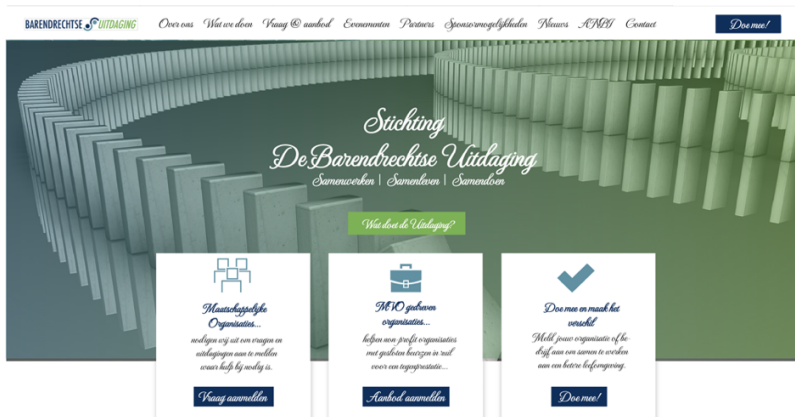 BARENDRECHTSE UITDAGING
Over ons Wat we doen Vraag & aanbod Evenementen Partners Sponsormogelijkheden Nieuws ANBI Contact Doe mee!
Stichting
De Barendrechtse Uitdaging
Samenwerken | Samenleven | Samendoen
Wat doet de Uitdaging?
Maatschappelijke
Organisaties...
nodigen wij uit om vragen en
uitdagingen aan te melden
waar hulp bij nodig is.
Vraag aanmelden
MVO gedreven
organisaties...
helpen non-profit organisaties
met gesloten beurzen in ruil
voor een tegenprestatie...
Aanbod aanmelden
Doe mee en maak het
verschil!
Meld jouw organisatie of be-
drijf aan om samen te werken
aan een betere leefomgeving.
Doe mee!